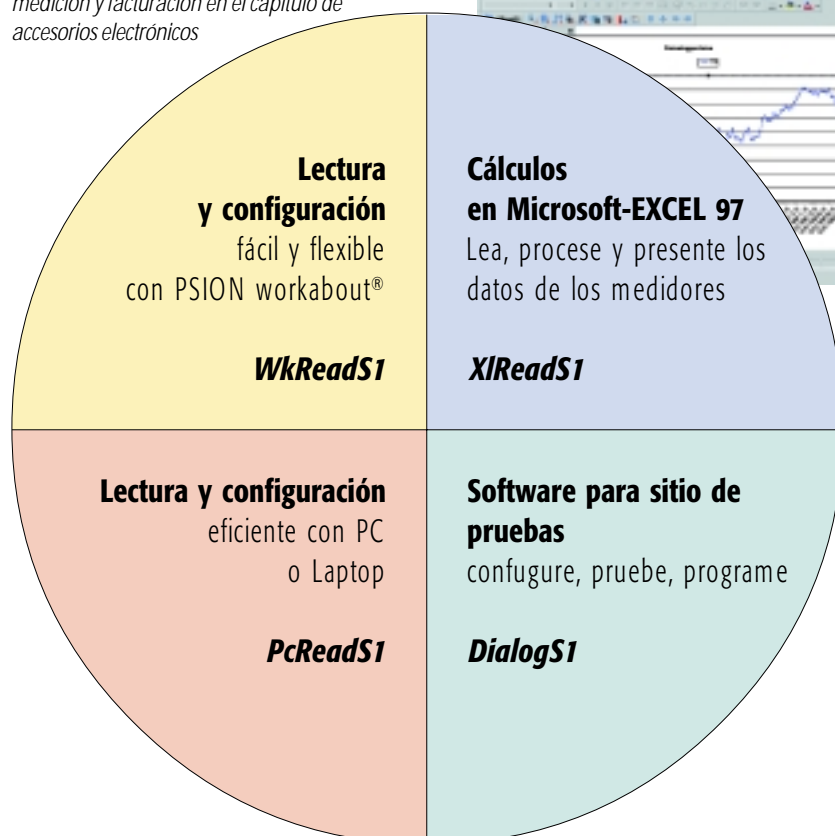 medición y facturación en el capítulo de
accesorios electrónicos
Lectura
y configuración
fácil y flexible
con PSION workabout®
WkReadS1
Cálculos
en Microsoft-EXCEL 97
Lea, procese y presente los
datos de los medidores
XlReadS1
Lectura y configuración
eficiente con PC
o Laptop
PcReadS1
Software para sitio de
pruebas
confugure, pruebe, programe
DialogS1